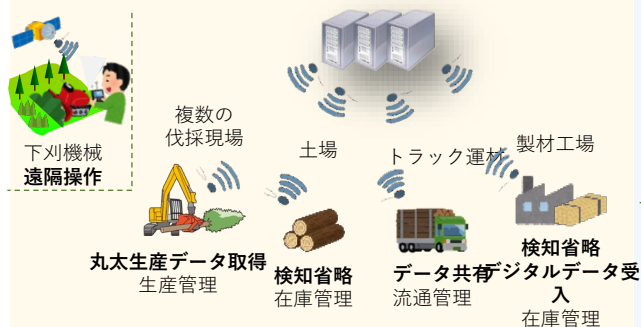 下刈機械
遠隔操作
複数の
伐採現場
土場
トラック運材
製材工場
丸太生産データ取得
生産管理
検知省略
在庫管理
データ共有
流通管理
検知省略
デジタルデータ受
入
在庫管理